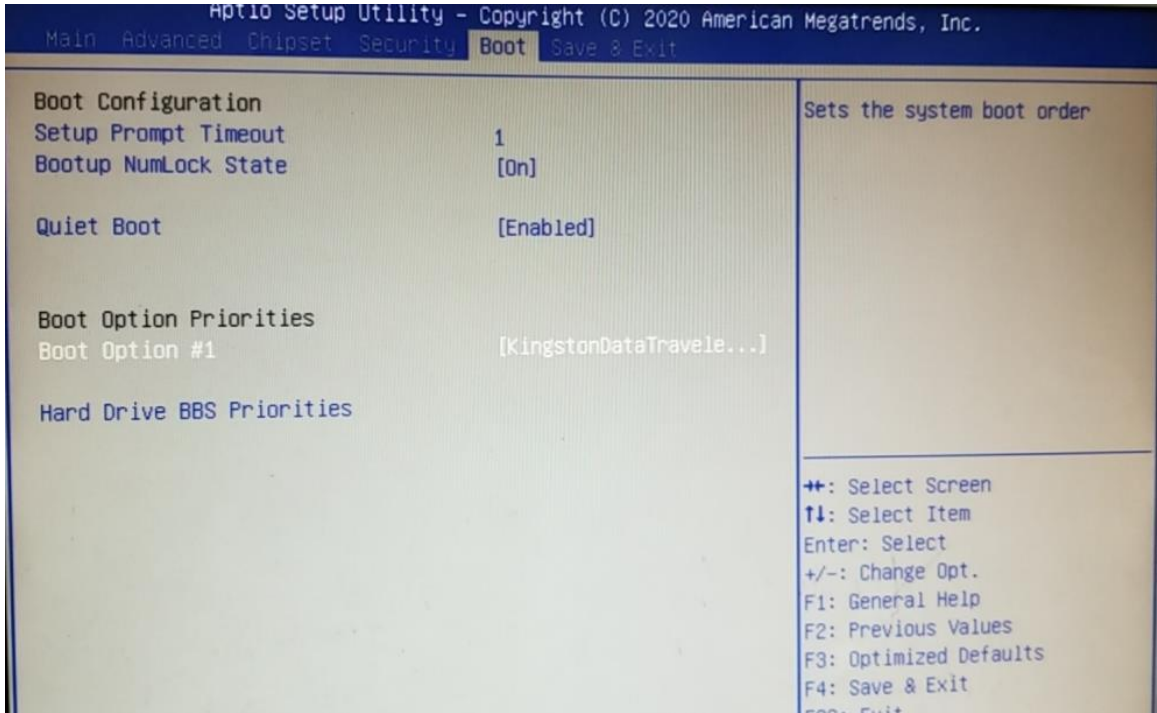 Aptio Setup Utility – Copyright (C) 2020 American Megatrends, Inc.
Main Advanced Chipset Security Boot Save & Exit
Boot Configuration
Setup Prompt Timeout 1
Bootup NumLock State [On]
Quiet Boot [Enabled]
Boot Option Priorities
Boot Option #1 [KingstonDataTravele...]
Hard Drive BBS Priorities
Sets the system boot order
→←: Select Screen
↑↓: Select Item
Enter: Select
+/-: Change Opt.
F1: General Help
F2: Previous Values
F3: Optimized Defaults
F4: Save & Exit